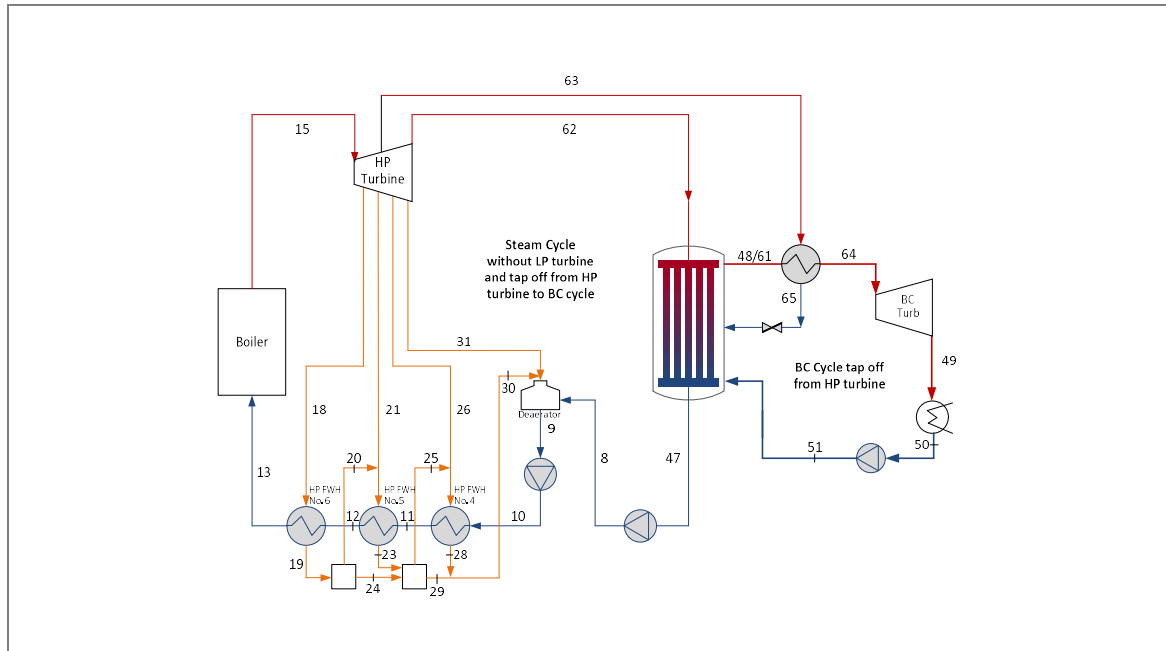 63
15
62
HP
Turbine
Steam Cycle
without LP turbine
and tap off from HP
turbine to BC cycle
48/61
64
65
BC
Turb
Boiler
31
BC Cycle tap off
from HP turbine
49
30
18
21
26
Deaerator
9
50
51
8
47
13
20
25
HP FWH
No.6
HP FWH
No.5
HP FWH
No.4
12
11
10
19
23
28
24
29